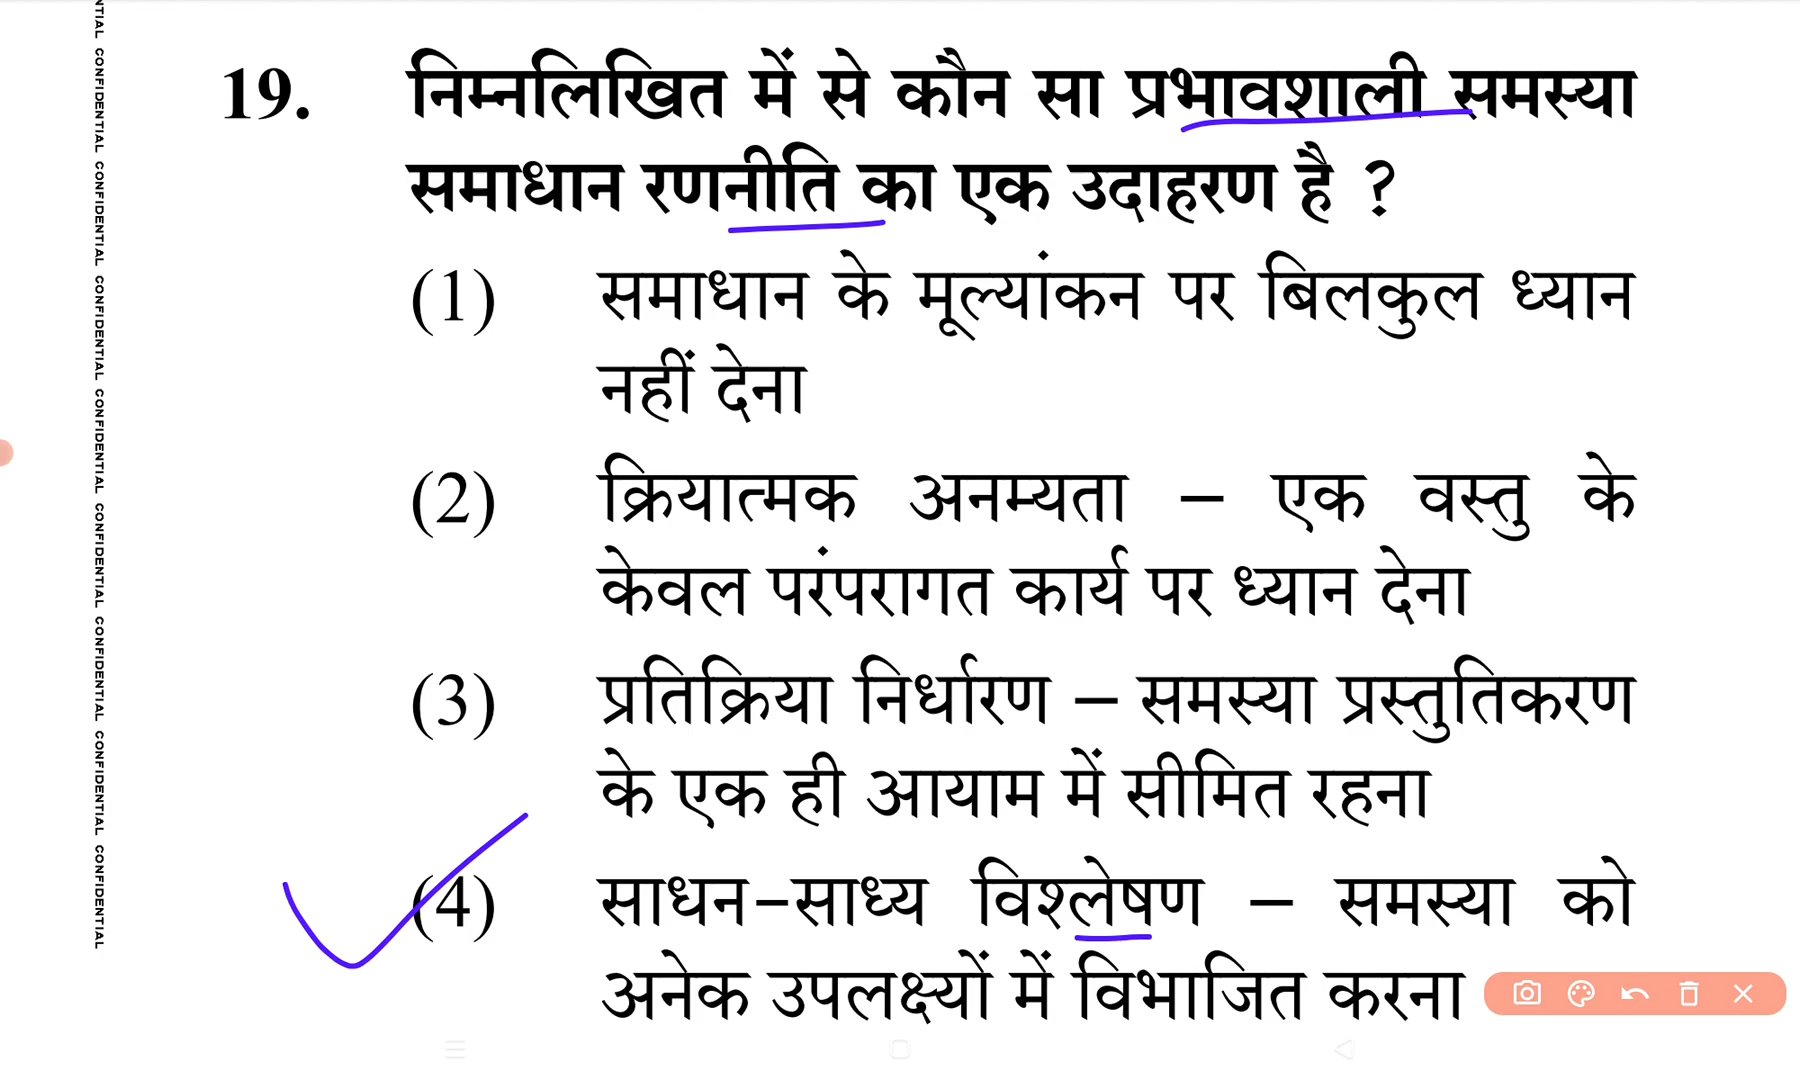 NTIAL CONFIDENTIAL CONFIDENTIAL CONFIDENTIAL CONFIDENTIAL CONFIDENTIAL CONFIDENTIAL CONFIDENTIAL CONFIDENTIAL
19. निम्नलिखित में से कौन सा प्रभावशाली समस्या
समाधान रणनीति का एक उदाहरण है ?
(1) समाधान के मूल्यांकन पर बिलकुल ध्यान
नहीं देना
(2) क्रियात्मक अनम्यता – एक वस्तु के
केवल परंपरागत कार्य पर ध्यान देना
(3) प्रतिक्रिया निर्धारण – समस्या प्रस्तुतिकरण
के एक ही आयाम में सीमित रहना
(4) साधन–साध्य विश्लेषण – समस्या को
अनेक उपलक्ष्यों में विभाजित करना